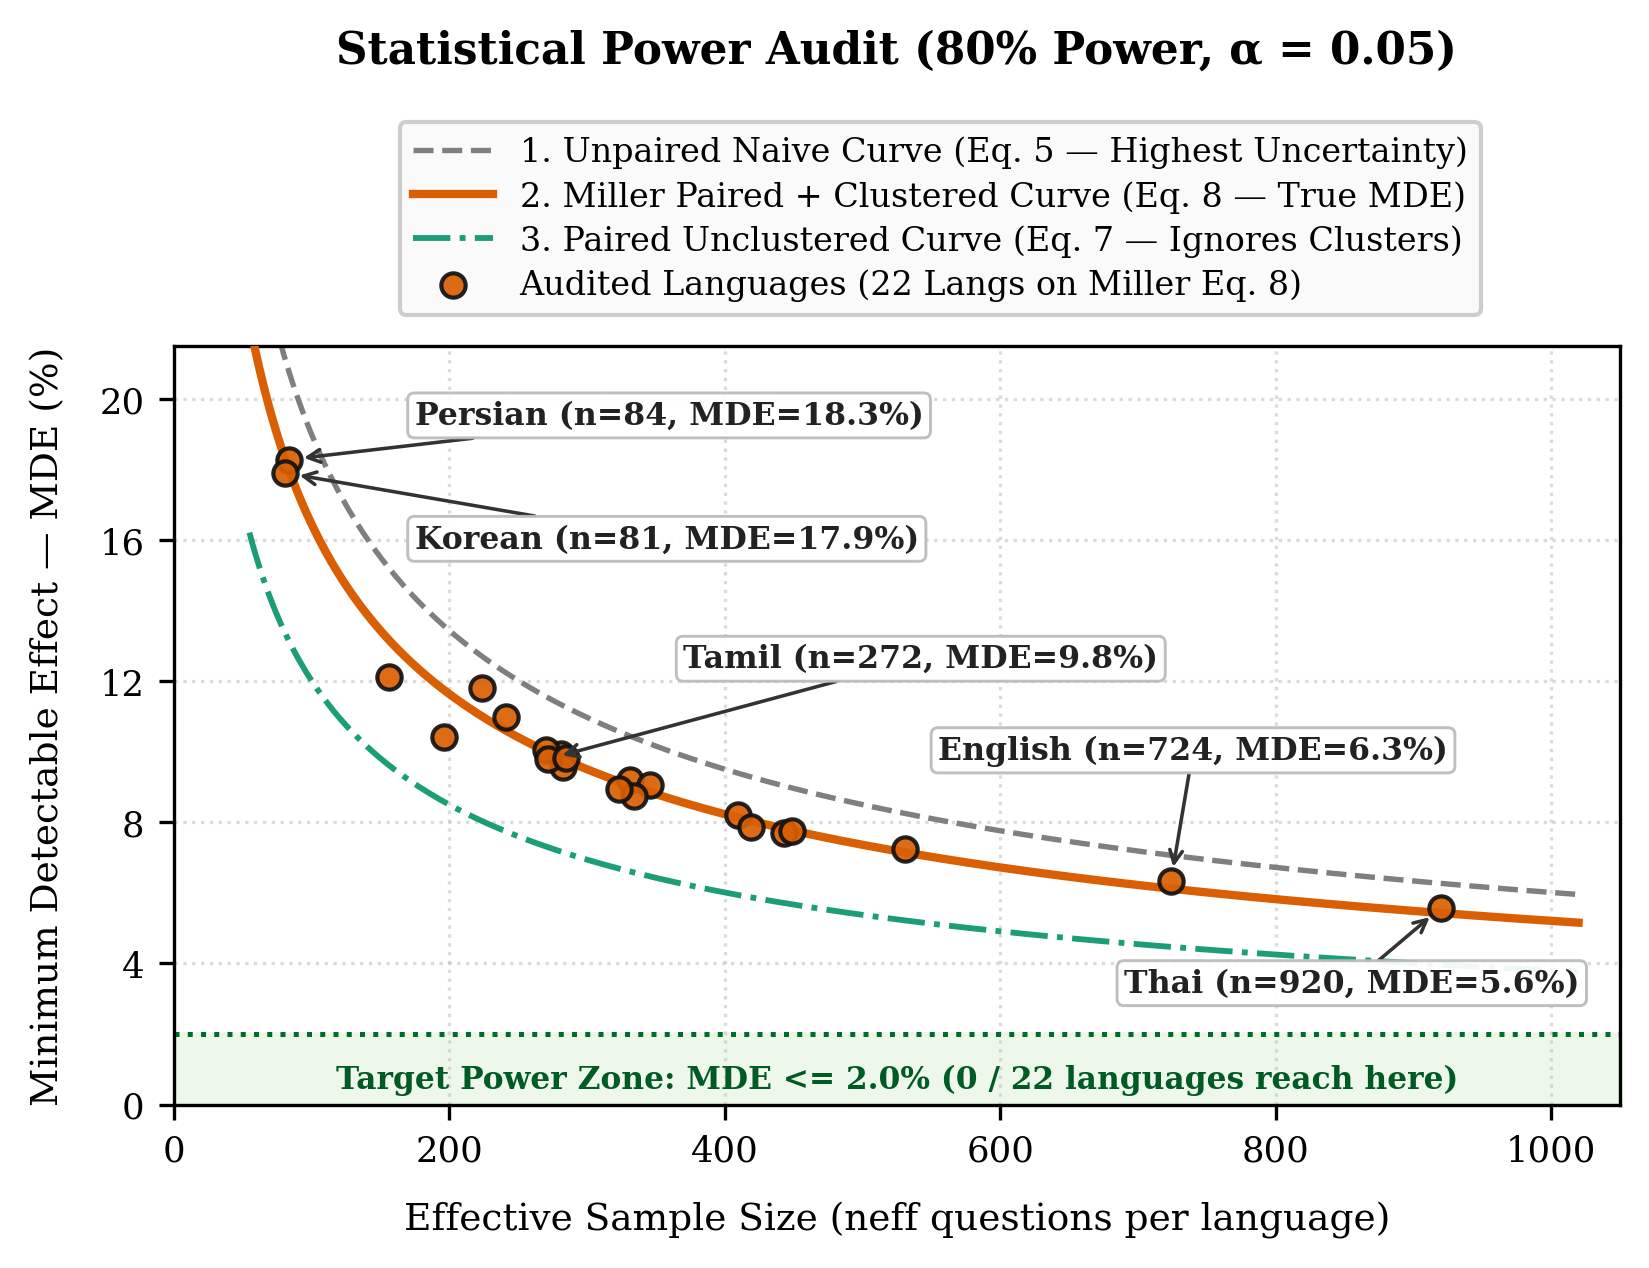 Statistical Power Audit (80% Power, α = 0.05)
1. Unpaired Naive Curve (Eq. 5 — Highest Uncertainty)
2. Miller Paired + Clustered Curve (Eq. 8 — True MDE)
3. Paired Unclustered Curve (Eq. 7 — Ignores Clusters)
Audited Languages (22 Langs on Miller Eq. 8)
Minimum Detectable Effect — MDE (%)
20
16
12
8
4
0
Persian (n=84, MDE=18.3%)
Korean (n=81, MDE=17.9%)
Tamil (n=272, MDE=9.8%)
English (n=724, MDE=6.3%)
Thai (n=920, MDE=5.6%)
Target Power Zone: MDE <= 2.0% (0 / 22 languages reach here)
0
200
400
600
800
1000
Effective Sample Size (neff questions per language)